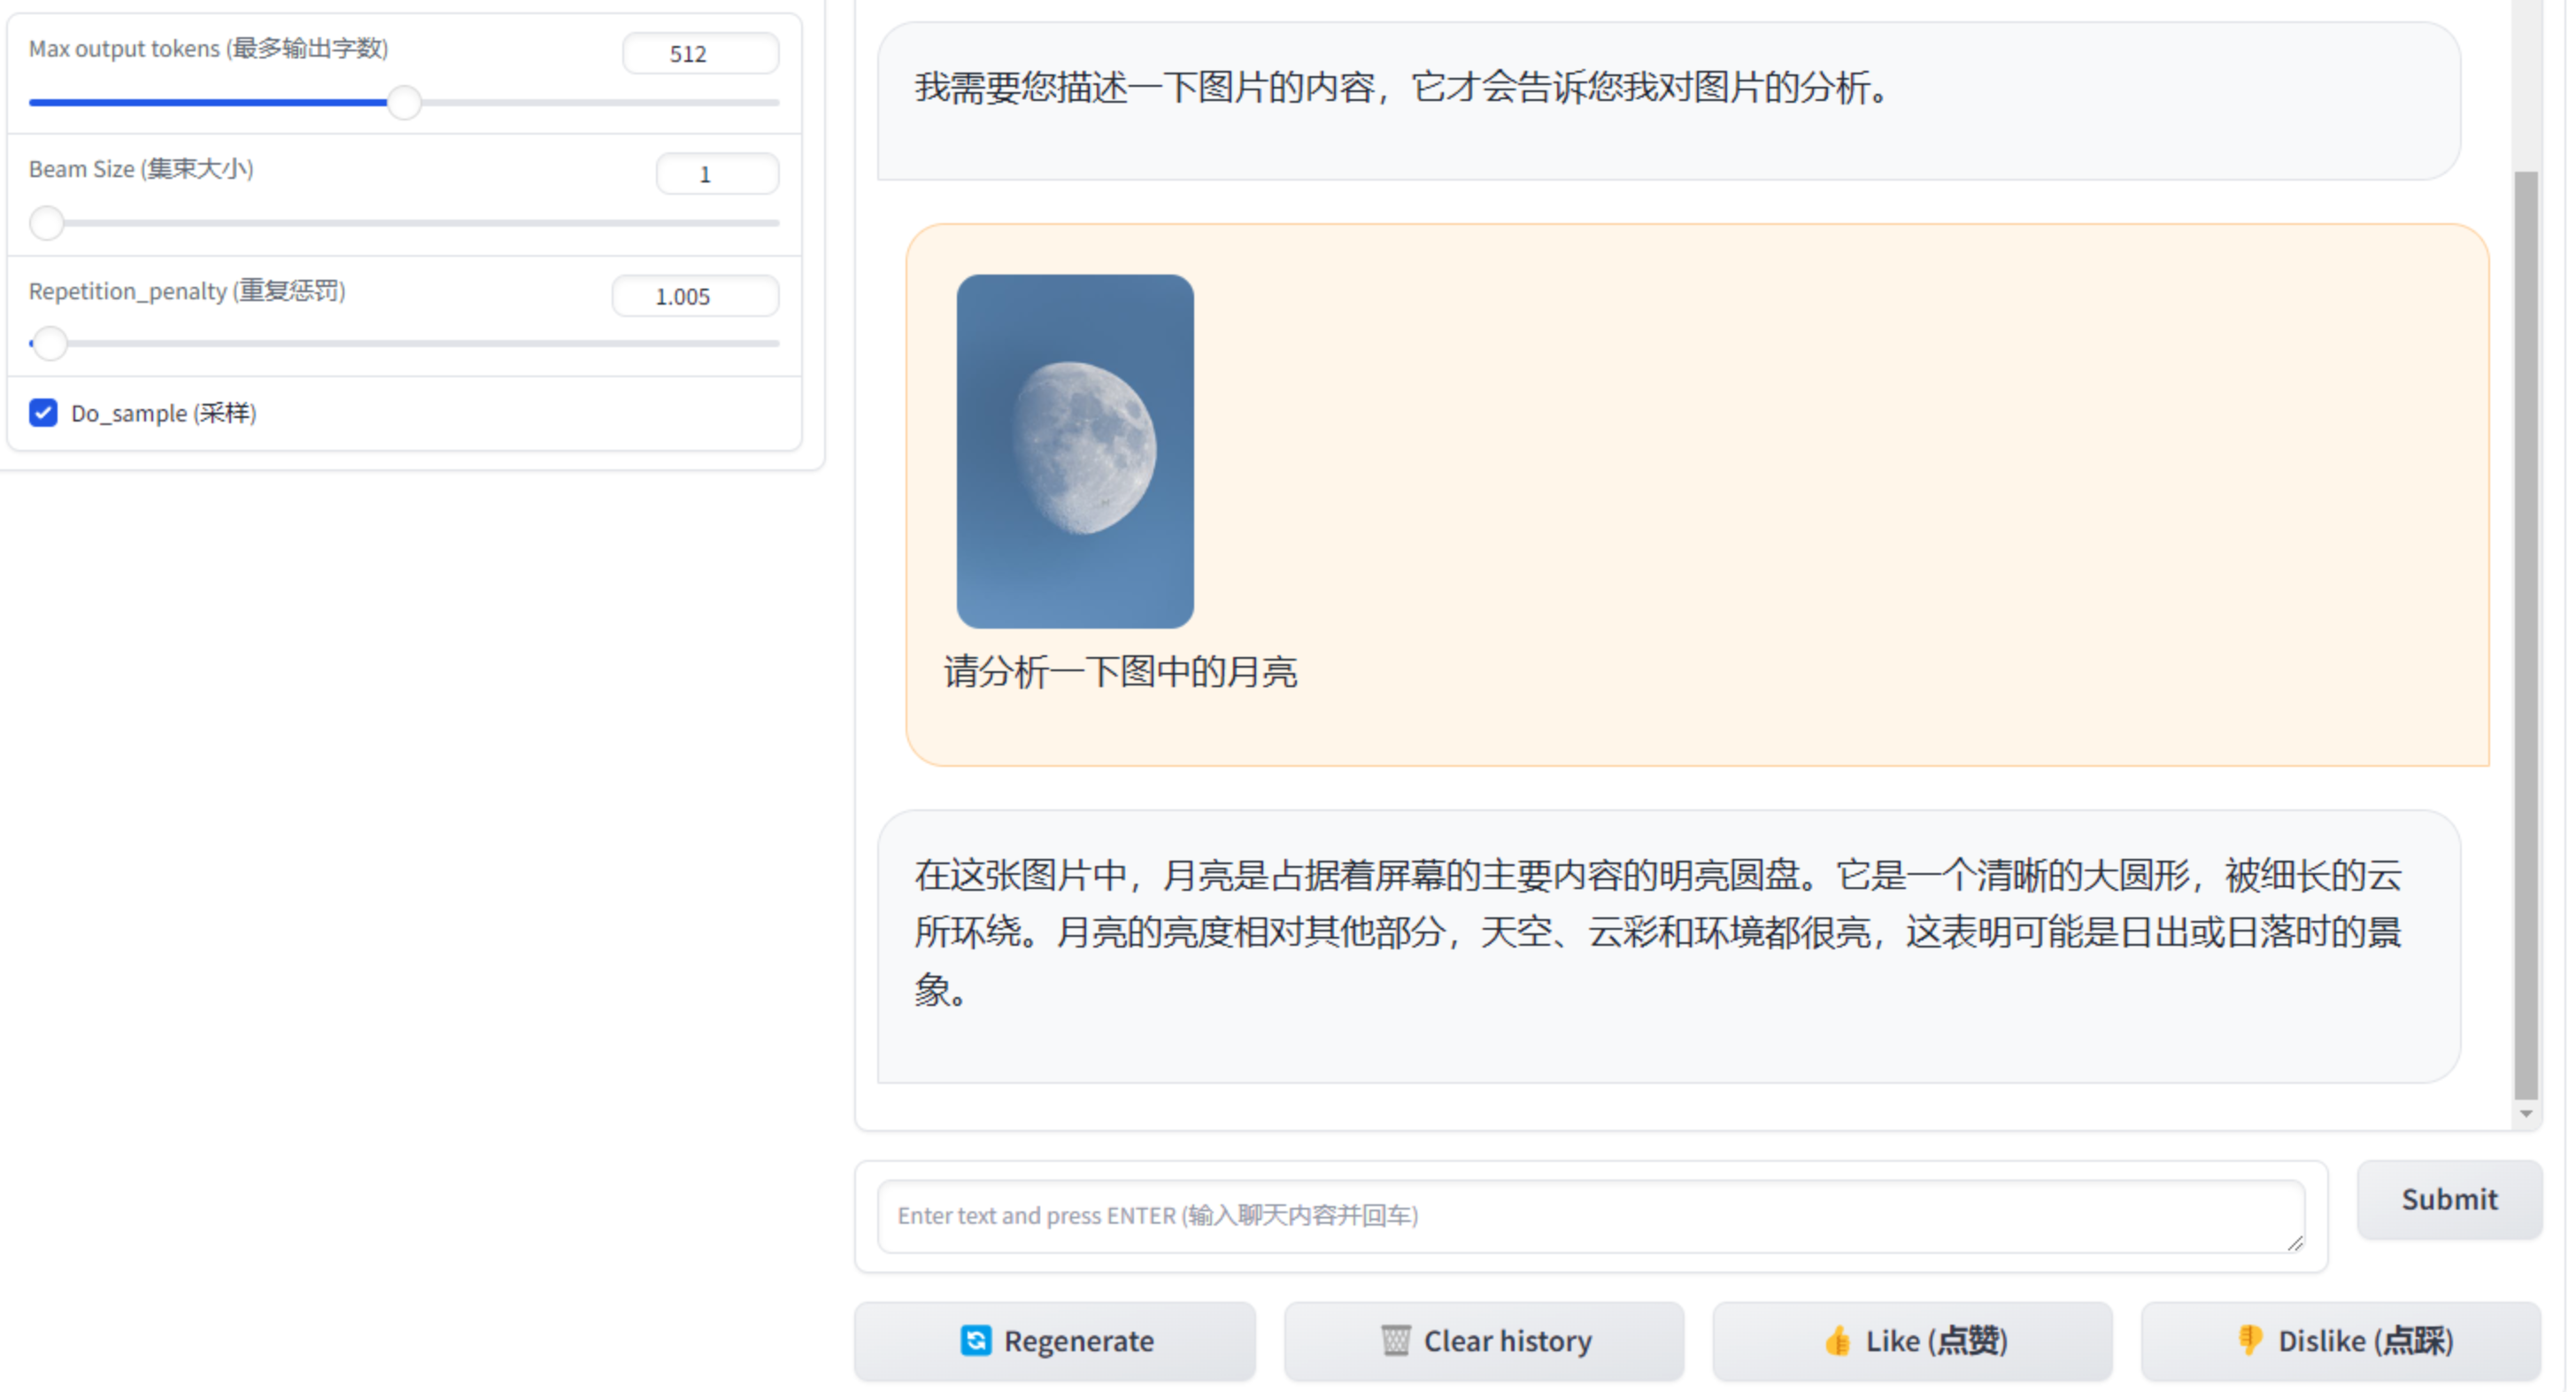 Max output tokens (最多输出字数)
512
Beam Size (集束大小)
1
Repetition_penalty (重复惩罚)
1.005
Do_sample (采样)
我需要您描述一下图片的内容，它才会告诉您我对图片的分析。
请分析一下图中的月亮
在这张图片中，月亮是占据着屏幕的主要内容的明亮圆盘。它是一个清晰的大圆形，被细长的云
所环绕。月亮的亮度相对其他部分，天空、云彩和环境都很亮，这表明可能是日出或日落时的景
象。
Enter text and press ENTER (输入聊天内容并回车)
Submit
Regenerate
Clear history
Like (点赞)
Dislike (点踩)